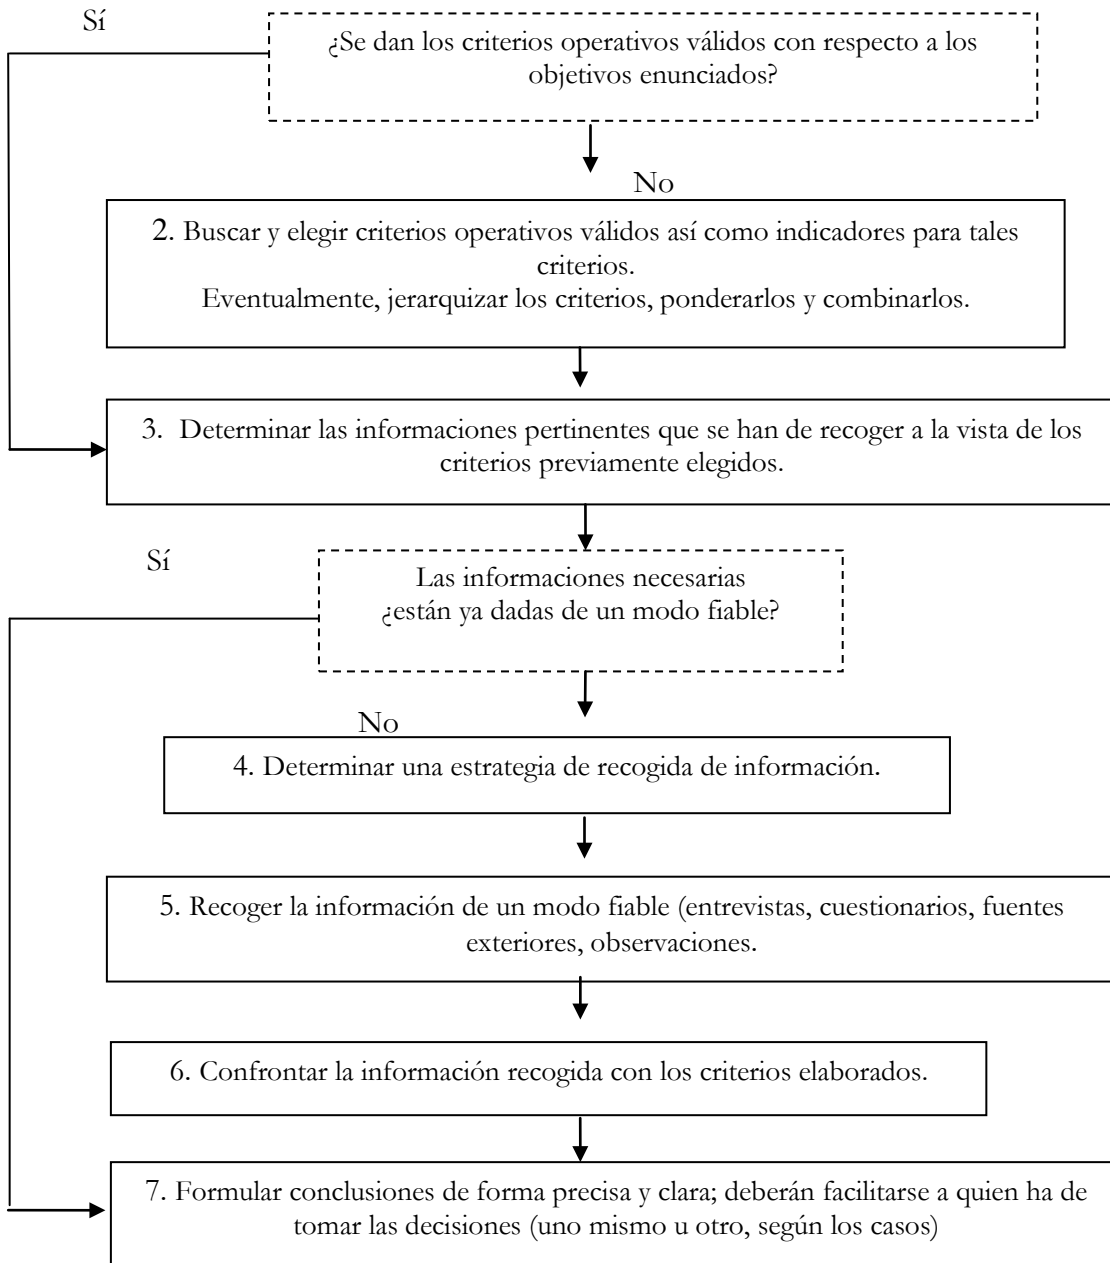 Sí
¿Se dan los criterios operativos válidos con respecto a los
objetivos enunciados?
No
2. Buscar y elegir criterios operativos válidos así como indicadores para tales
criterios.
Eventualmente, jerarquizar los criterios, ponderarlos y combinarlos.
3. Determinar las informaciones pertinentes que se han de recoger a la vista de los
criterios previamente elegidos.
Sí
Las informaciones necesarias
¿están ya dadas de un modo fiable?
No
4. Determinar una estrategia de recogida de información.
5. Recoger la información de un modo fiable (entrevistas, cuestionarios, fuentes
exteriores, observaciones.
6. Confrontar la información recogida con los criterios elaborados.
7. Formular conclusiones de forma precisa y clara; deberán facilitarse a quien ha de
tomar las decisiones (uno mismo u otro, según los casos)